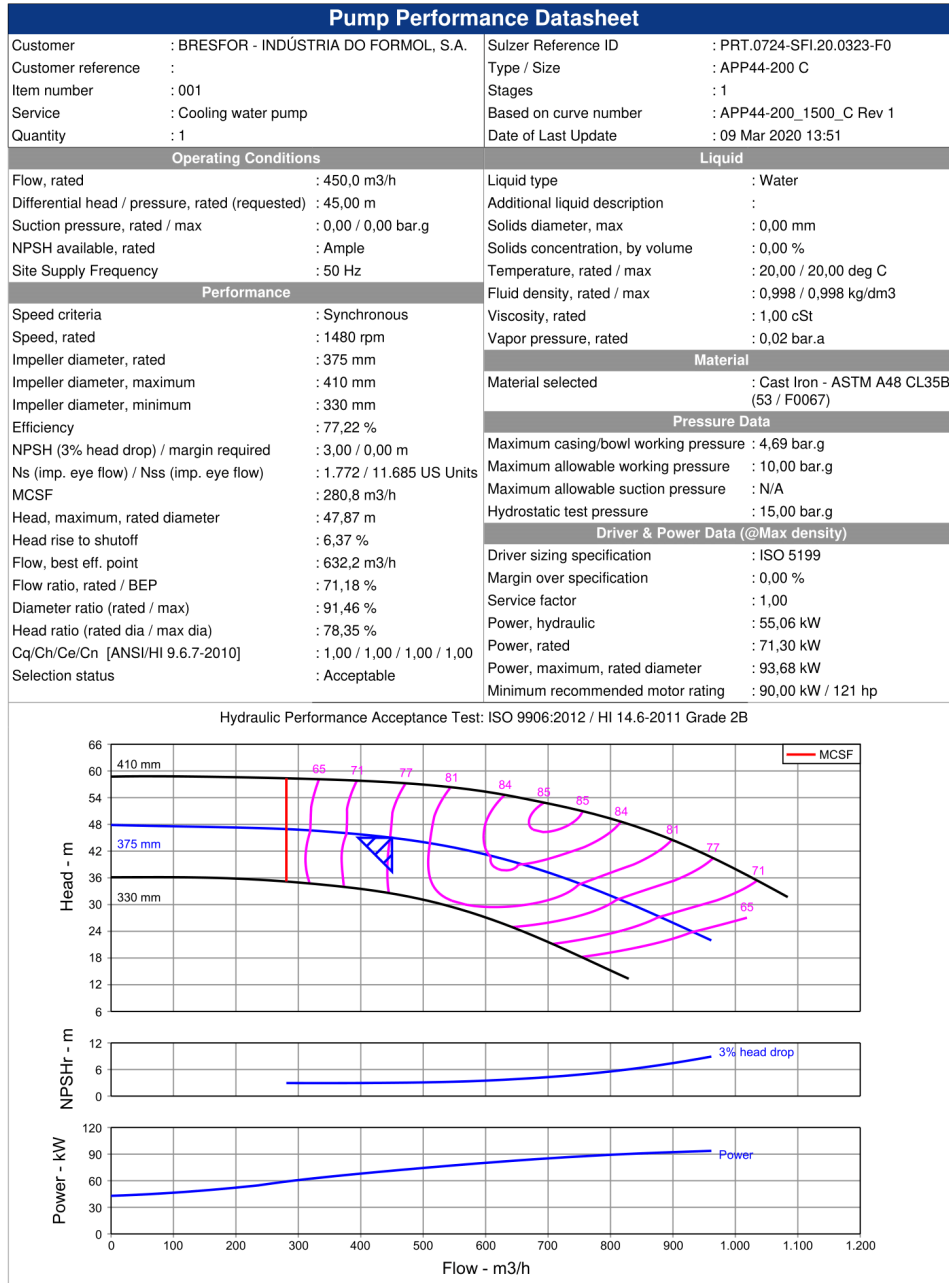 Pump Performance Datasheet
Customer : BRESFOR - INDÚSTRIA DO FORMOL, S.A.
Customer reference :
Item number : 001
Service : Cooling water pump
Quantity : 1
Sulzer Reference ID : PRT.0724-SFI.20.0323-F0
Type / Size : APP44-200 C
Stages : 1
Based on curve number : APP44-200_1500_C Rev 1
Date of Last Update : 09 Mar 2020 13:51
Operating Conditions
Flow, rated : 450,0 m3/h
Differential head / pressure, rated (requested) : 45,00 m
Suction pressure, rated / max : 0,00 / 0,00 bar.g
NPSH available, rated : Ample
Site Supply Frequency : 50 Hz
Performance
Speed criteria : Synchronous
Speed, rated : 1480 rpm
Impeller diameter, rated : 375 mm
Impeller diameter, maximum : 410 mm
Impeller diameter, minimum : 330 mm
Efficiency : 77,22 %
NPSH (3% head drop) / margin required : 3,00 / 0,00 m
Ns (imp. eye flow) / Nss (imp. eye flow) : 1.772 / 11.685 US Units
MCSF : 280,8 m3/h
Head, maximum, rated diameter : 47,87 m
Head rise to shutoff : 6,37 %
Flow, best eff. point : 632,2 m3/h
Flow ratio, rated / BEP : 71,18 %
Diameter ratio (rated / max) : 91,46 %
Head ratio (rated dia / max dia) : 78,35 %
Cq/Ch/Ce/Cn [ANSI/HI 9.6.7-2010] : 1,00 / 1,00 / 1,00 / 1,00
Selection status : Acceptable
Liquid
Liquid type : Water
Additional liquid description :
Solids diameter, max : 0,00 mm
Solids concentration, by volume : 0,00 %
Temperature, rated / max : 20,00 / 20,00 deg C
Fluid density, rated / max : 0,998 / 0,998 kg/dm3
Viscosity, rated : 1,00 cSt
Vapor pressure, rated : 0,02 bar.a
Material
Material selected : Cast Iron - ASTM A48 CL35B
(53 / F0067)
Pressure Data
Maximum casing/bowl working pressure : 4,69 bar.g
Maximum allowable working pressure : 10,00 bar.g
Maximum allowable suction pressure : N/A
Hydrostatic test pressure : 15,00 bar.g
Driver & Power Data (@Max density)
Driver sizing specification : ISO 5199
Margin over specification : 0,00 %
Service factor : 1,00
Power, hydraulic : 55,06 kW
Power, rated : 71,30 kW
Power, maximum, rated diameter : 93,68 kW
Minimum recommended motor rating : 90,00 kW / 121 hp
Hydraulic Performance Acceptance Test: ISO 9906:2012 / HI 14.6-2011 Grade 2B
Head - m
66
60
54
48
42
36
30
24
18
12
6
410 mm
375 mm
330 mm
65
71
77
81
84
85
85
84
81
77
71
65
MCSF
NPSHr - m
12
6
0
3% head drop
Power - kW
120
90
60
30
0
Power
0 100 200 300 400 500 600 700 800 900 1.000 1.100 1.200
Flow - m3/h